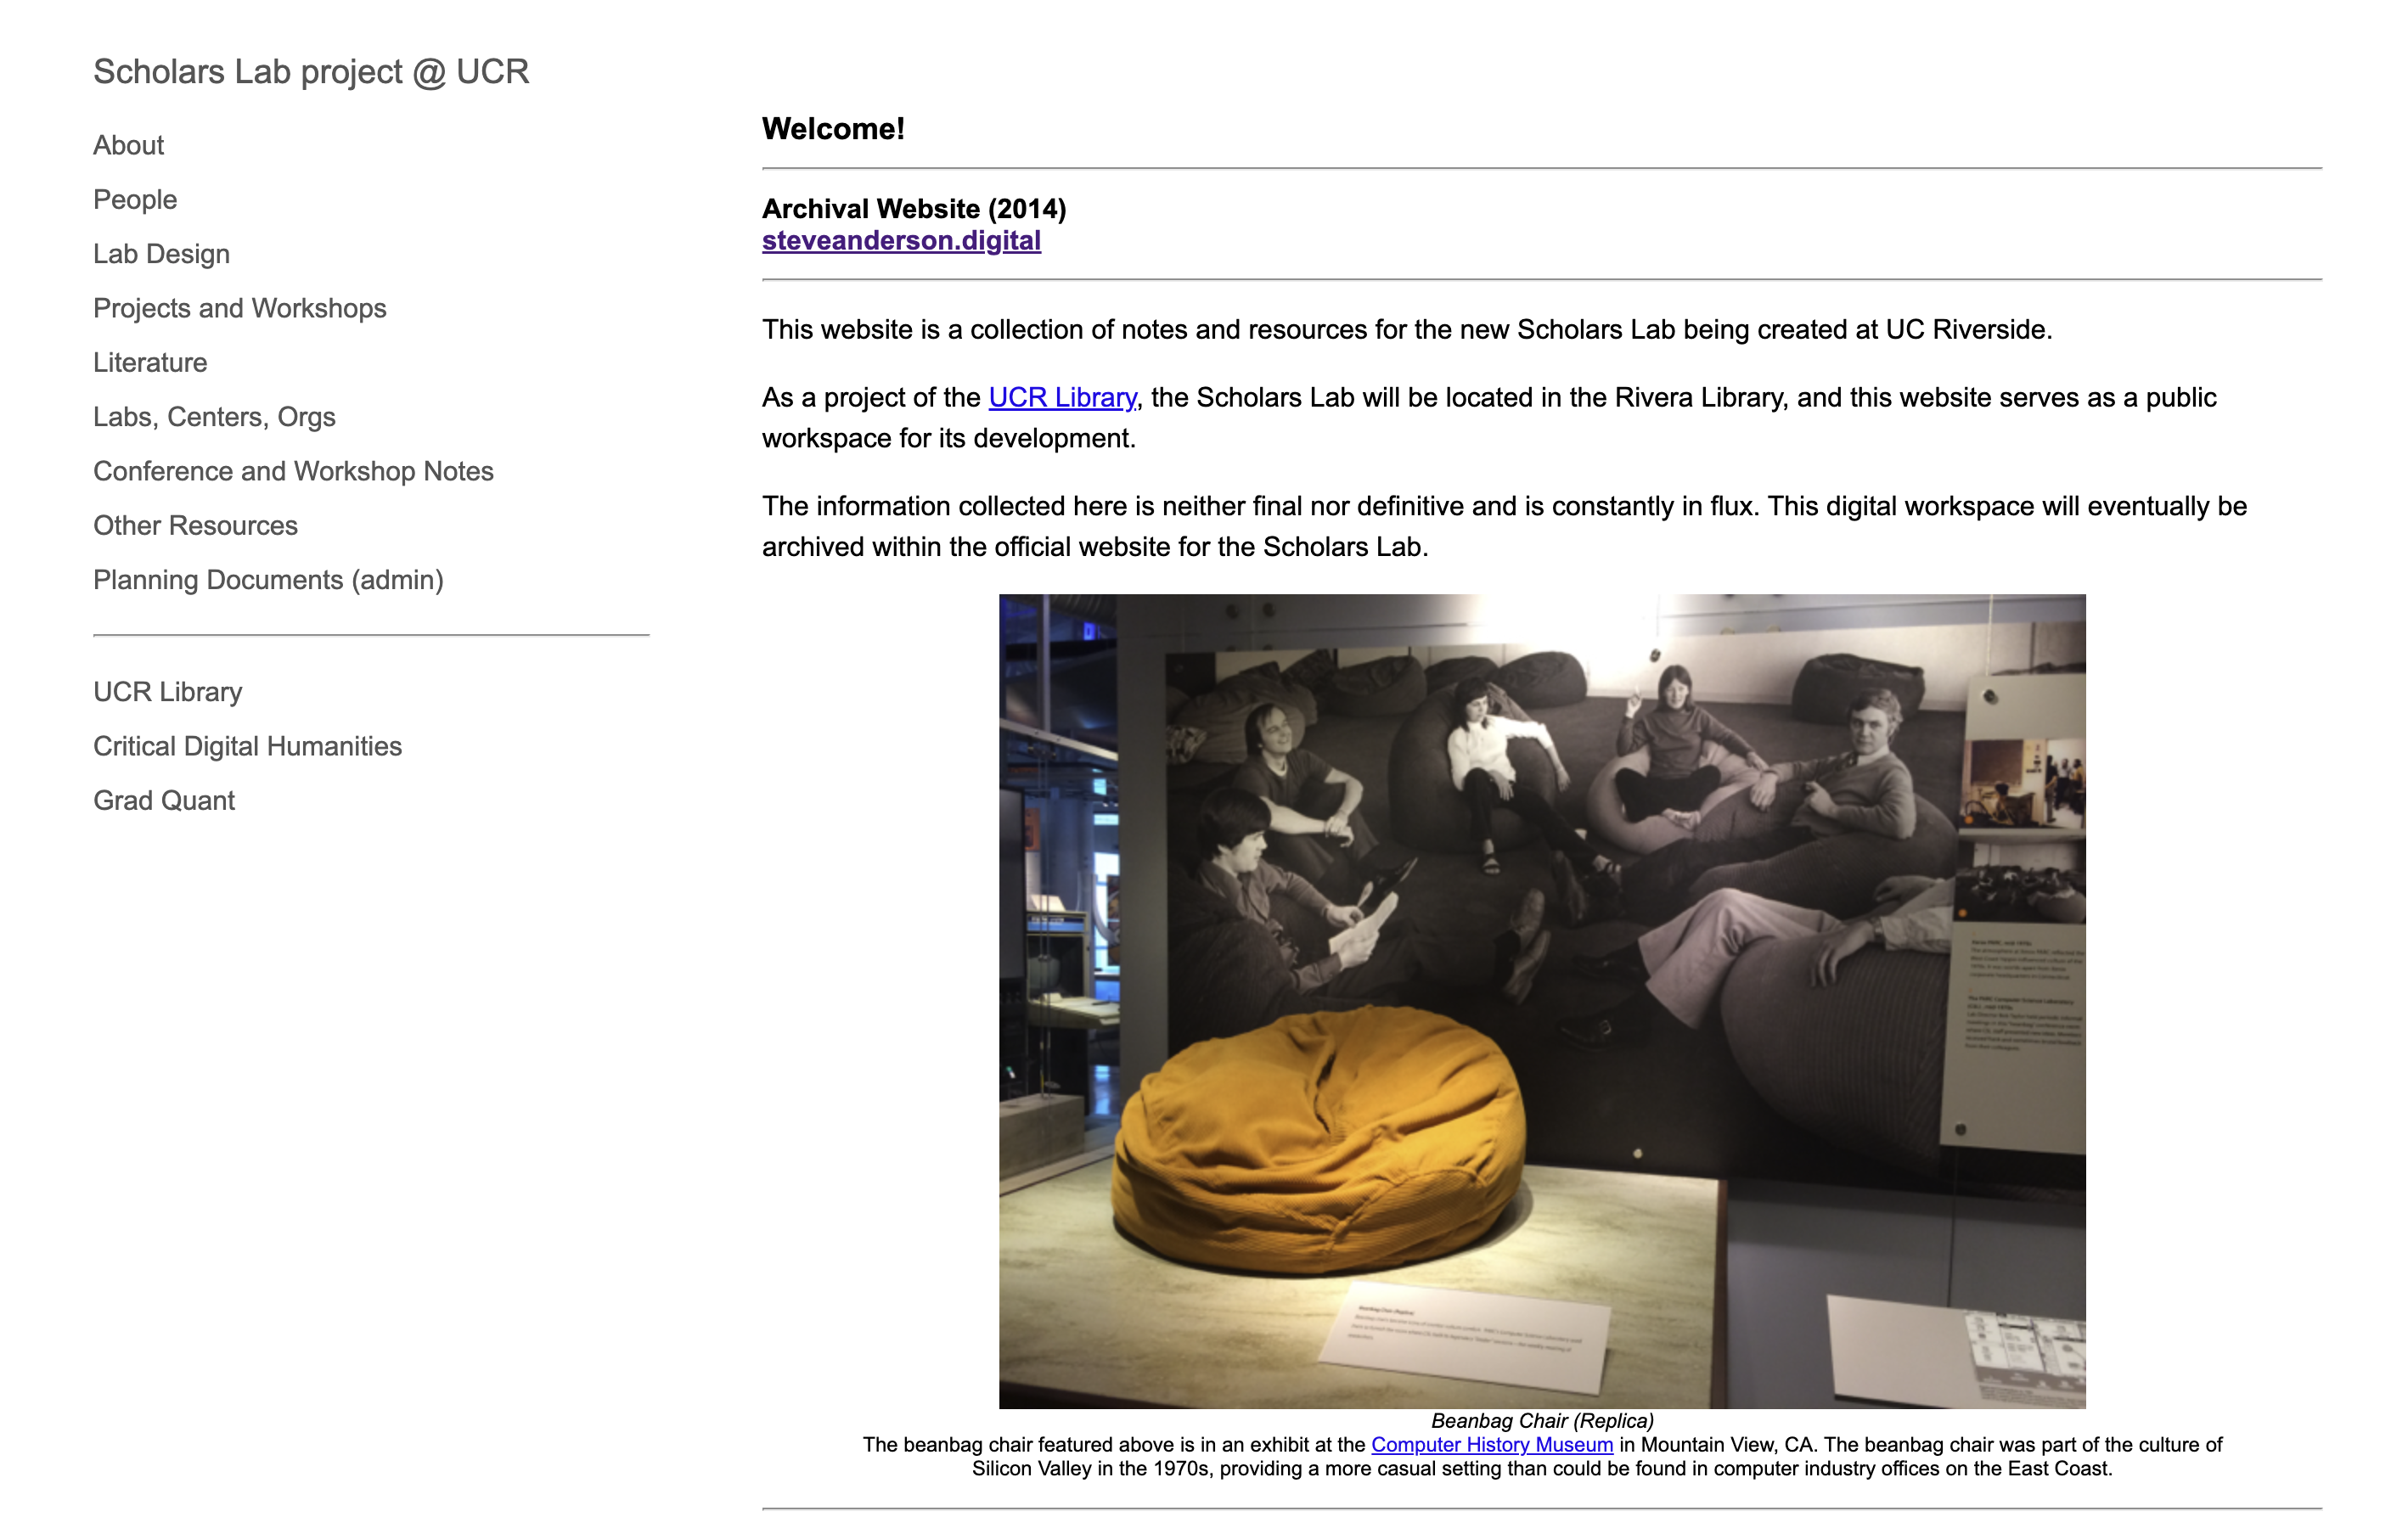 Scholars Lab project @ UCR
About
People
Lab Design
Projects and Workshops
Literature
Labs, Centers, Orgs
Conference and Workshop Notes
Other Resources
Planning Documents (admin)
UCR Library
Critical Digital Humanities
Grad Quant
Welcome!
Archival Website (2014)
steveanderson.digital
This website is a collection of notes and resources for the new Scholars Lab being created at UC Riverside.
As a project of the UCR Library, the Scholars Lab will be located in the Rivera Library, and this website serves as a public
workspace for its development.
The information collected here is neither final nor definitive and is constantly in flux. This digital workspace will eventually be
archived within the official website for the Scholars Lab.
Beanbag Chair (Replica)
Beanbag Chair (Replica)
The beanbag chair featured above is in an exhibit at the Computer History Museum in Mountain View, CA. The beanbag chair was part of the culture of
Silicon Valley in the 1970s, providing a more casual setting than could be found in computer industry offices on the East Coast.